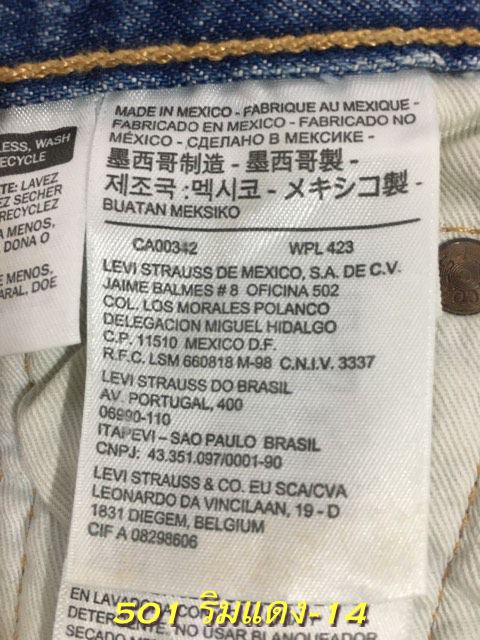 LESS, WASH
RECYCLE
TE: LAVEZ
EZ SECHER
RECYCLEZ
A MENOS,
DONA O
MENOS,
ARAL, DOE
MADE IN MEXICO - FABRIQUE AU MEXIQUE -
FABRICADO EN MEXICO - FABRICADO NO
MÉXICO - СДЕЛАНО В МЕКСИКЕ -
墨西哥制造 - 墨西哥製 -
제조국 : 멕시코 - メキシコ製 -
BUATAN MEKSIKO
CA00342 WPL 423
LEVI STRAUSS DE MEXICO, S.A. DE C.V.
JAIME BALMES # 8 OFICINA 502
COL. LOS MORALES POLANCO
DELEGACION MIGUEL HIDALGO
C.P. 11510 MEXICO D.F.
R.F.C. LSM 660818 M-98 C.N.I.V. 3337
LEVI STRAUSS DO BRASIL
AV. PORTUGAL, 400
06990-110
ITAPEVI – SAO PAULO BRASIL
CNPJ: 43.351.097/0001-90
LEVI STRAUSS & CO. EU SCA/CVA
LEONARDO DA VINCILAAN, 19 - D
1831 DIEGEM, BELGIUM
CIF A 08298606
EN LAVADO
501 ริมแดง-14
DETERGENTE. NO USAR BLANQUEADOR
SECADO